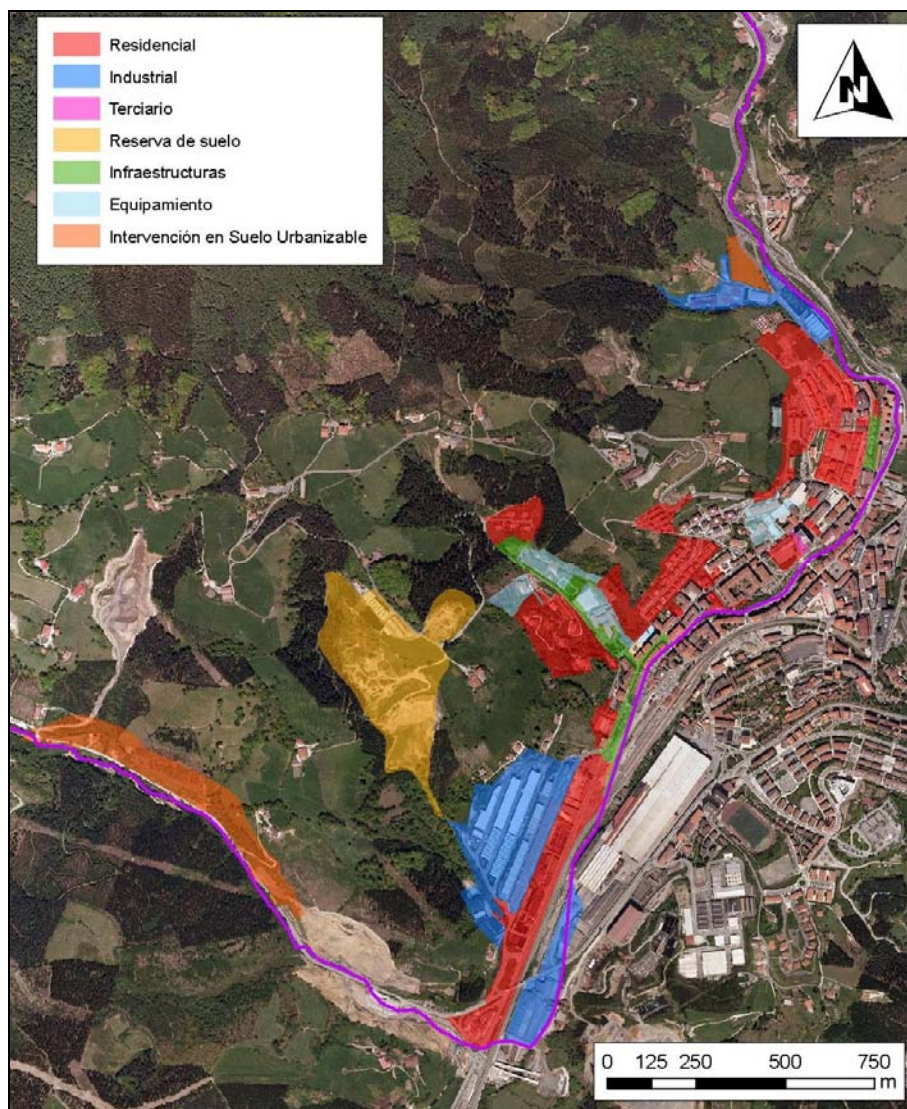 Residencial
Industrial
Terciario
Reserva de suelo
Infraestructuras
Equipamiento
Intervención en Suelo Urbanizable
N
0 125 250 500 750
m